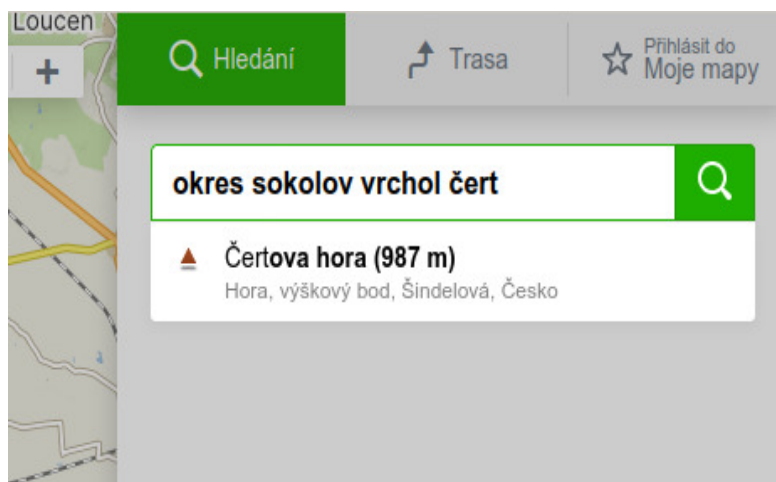 Loucen
+
Hledání
Trasa
Přihlásit do
Moje mapy
okres sokolov vrchol čert
Čertova hora (987 m)
Hora, výškový bod, Šindelová, Česko